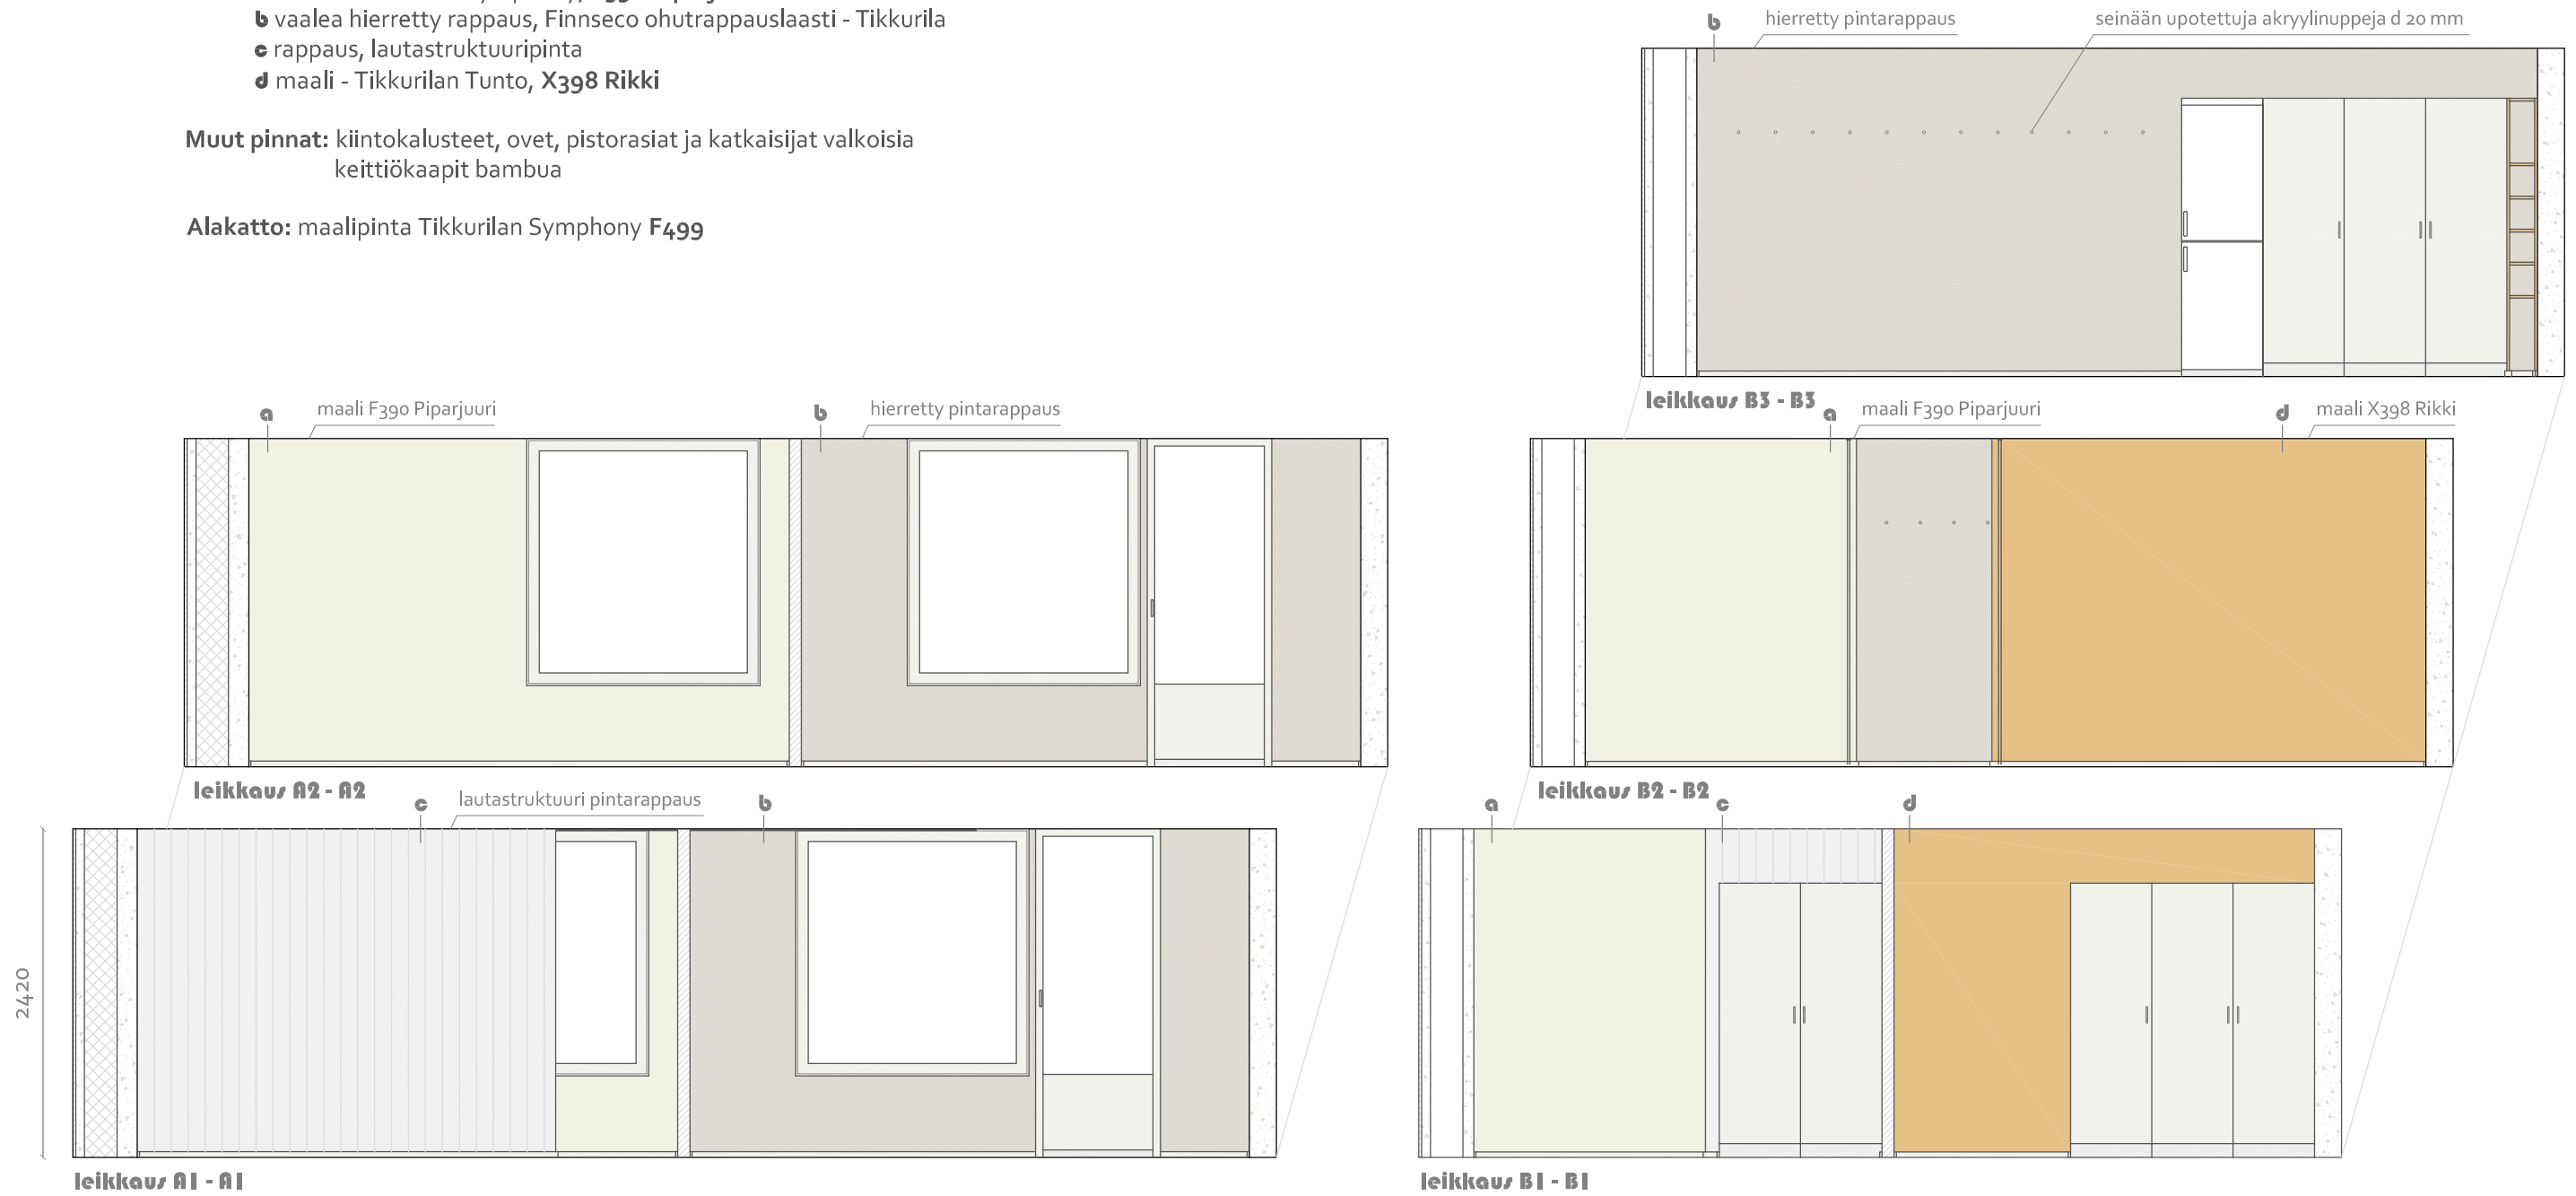 b vaalea hierretty rappaus, Finnseco ohutrappauslaasti - Tikkurila
c rappaus, lautastruktuuripinta
d maali - Tikkurilan Tunto, X398 Rikki
Muut pinnat: kiintokalusteet, ovet, pistorasiat ja katkaisijat valkoisia
keittiökaapit bambua
Alakatto: maalipinta Tikkurilan Symphony F499
b hierretty pintarappaus seinään upotettuja akryylinuppeja d 20 mm
leikkaus B3 - B3
a maali F390 Piparjuuri b hierretty pintarappaus
leikkaus A2 - A2
a maali F390 Piparjuuri d maali X398 Rikki
leikkaus B2 - B2
c lautastruktuuri pintarappaus b
2420
leikkaus A1 - A1
a c d
leikkaus B1 - B1